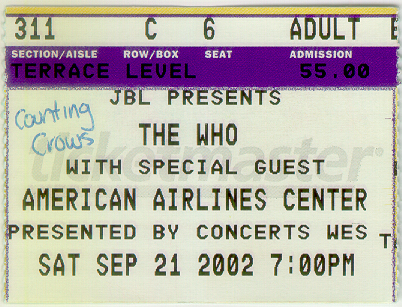 311 C 6 ADULT
SECTION/AISLE ROW/BOX SEAT ADMISSION
TERRACE LEVEL 55.00
JBL PRESENTS
Counting
Crows
THE WHO
ticketmaster
WITH SPECIAL GUEST
AMERICAN AIRLINES CENTER
PRESENTED BY CONCERTS WES
SAT SEP 21 2002 7:00PM